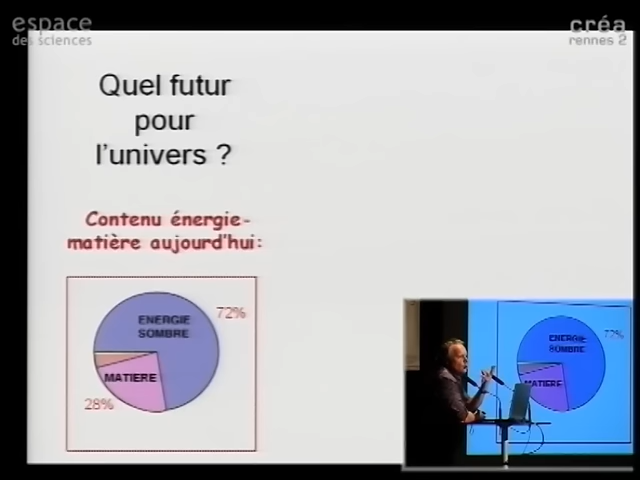 espace
des sciences
créa
rennes 2
Quel futur
pour
l'univers ?
Contenu énergie-
matière aujourd'hui:
72%
ENERGIE
SOMBRE
MATIERE
28%
72%
ENERGIE
SOMBRE
MATIERE